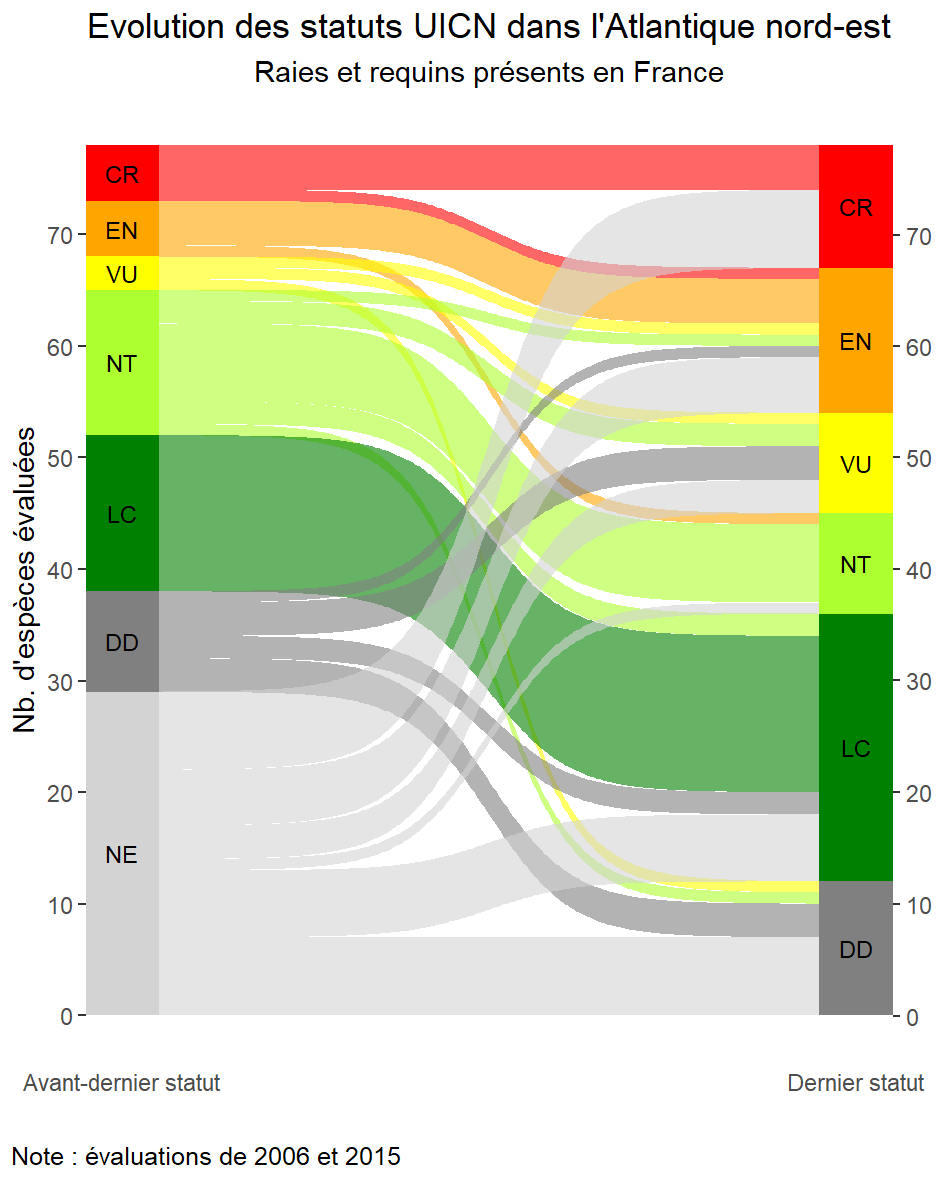 Evolution des statuts UICN dans l'Atlantique nord-est
Raies et requins présents en France
CR
CR
EN
70
70
VU
EN
60
60
NT
VU
50
50
LC
NT
40
40
DD
30
30
LC
20
20
NE
10
10
DD
0
0
Nb. d'espèces évaluées
Avant-dernier statut
Dernier statut
Note : évaluations de 2006 et 2015